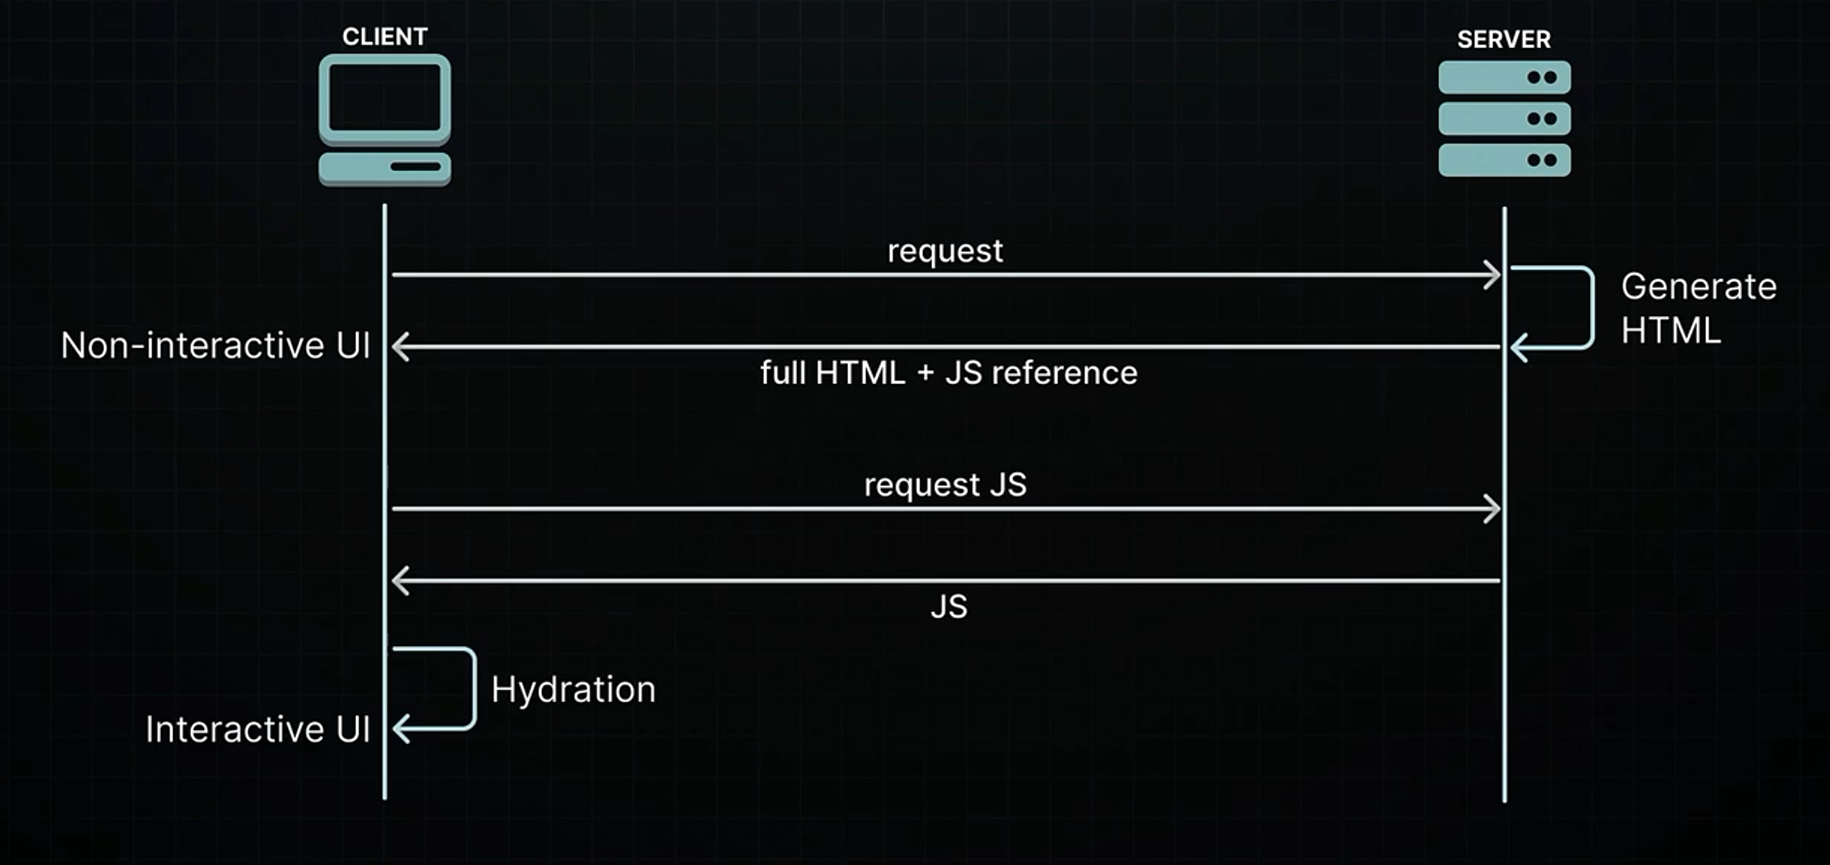 CLIENT
SERVER
request
Generate
HTML
Non-interactive UI
full HTML + JS reference
request JS
JS
Hydration
Interactive UI